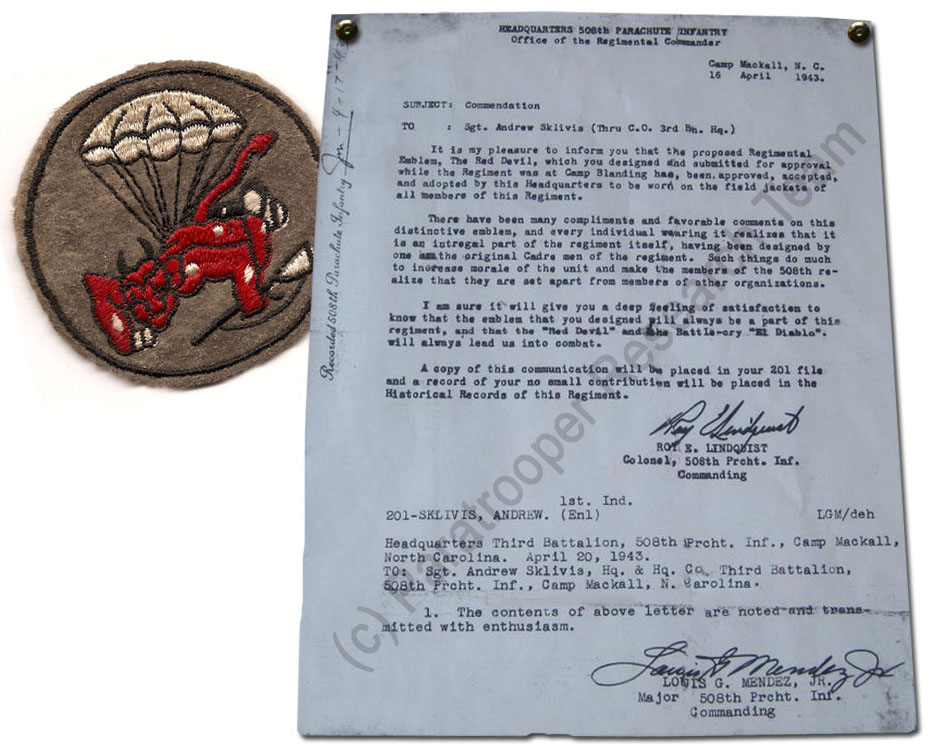 HEADQUARTERS 508th PARACHUTE INFANTRY
Office of the Regimental Commander
Camp Mackall, N. C.
16 April 1943.
SUBJECT: Commendation
TO : Sgt. Andrew Sklivis (Thru C.O. 3rd Bn. Hq.)
It is my pleasure to inform you that the proposed Regimental
Emblem, The Red Devil, which you designed and submitted for approval
while the Regiment was at Camp Blanding has, been approved, accepted,
and adopted by this Headquarters to be worn on the field jackets of
all members of this Regiment.
There have been many compliments and favorable comments on this
distinctive emblem, and every individual wearing it realizes that it
is an intregal part of the regiment itself, having been designed by
one the original Cadre men of the regiment. Such things do much
to increase morale of the unit and make the members of the 508th re-
alize that they are set apart from members of other organizations.
I am sure it will give you a deep feeling of satisfaction to
know that the emblem that you designed will always be a part of this
regiment, and that the "Red Devil" and the Battle-cry "El Diablo".
will always lead us into combat.
A copy of this communication will be placed in your 201 file
and a record of your no small contribution will be placed in the
Historical Records of this Regiment.
Roy E Lindquist
ROY E. LINDQUIST
Colonel, 508th Prcht. Inf.
Commanding
1st. Ind.
201-SKLIVIS, ANDREW. (Enl) LGM/deh
Headquarters Third Battalion, 508th Prcht. Inf., Camp Mackall,
North Carolina. April 20, 1943.
TO: Sgt. Andrew Sklivis, Hq. & Hq. Co. Third Battalion,
508th Prcht. Inf., Camp Mackall, N. Carolina.
1. The contents of above letter are noted and trans-
mitted with enthusiasm.
Louis G Mendez Jr
LOUIS G. MENDEZ, JR.
Major 508th Prcht. Inf.
Commanding
Recorded 508th Parachute Infantry
(c) Paratrooper Research Team